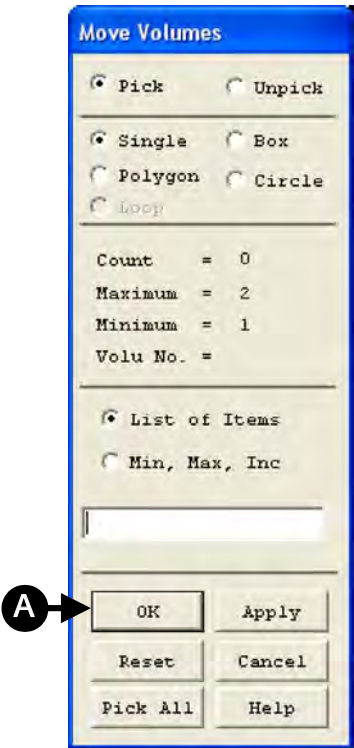 Move Volumes
Pick Unpick
Single Box
Polygon Circle
Loop
Count = 0
Maximum = 2
Minimum = 1
Volu No. =
List of Items
Min, Max, Inc
A OK Apply
Reset Cancel
Pick All Help